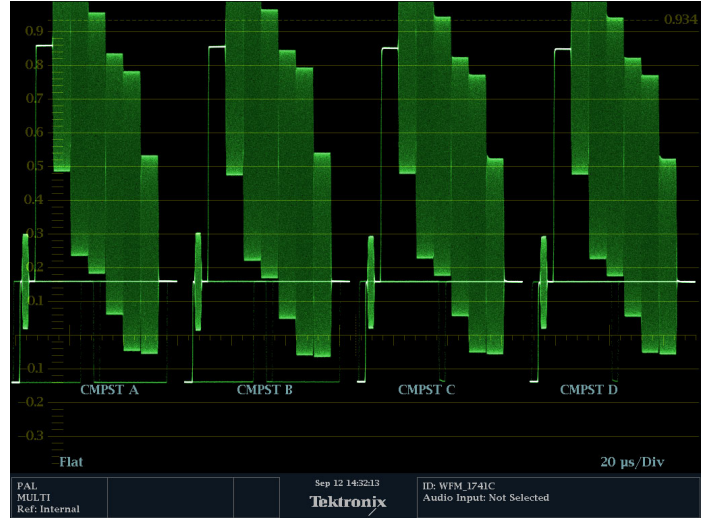 0.9
0.934
0.8
0.7
0.6
0.5
0.4
0.3
0.2
0.1
-0.1
CMPST A CMPST B CMPST C CMPST D
-0.2
-0.3
Flat 20 µs/Div
PAL
MULTI
Ref: Internal
Sep 12 14:32:13
Tektronix
ID: WFM_1741C
Audio Input: Not Selected